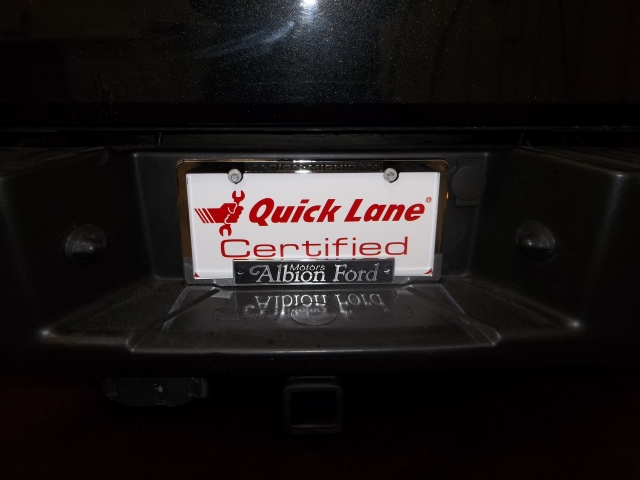 Quick Lane®
Certified
Motors
Albion Ford